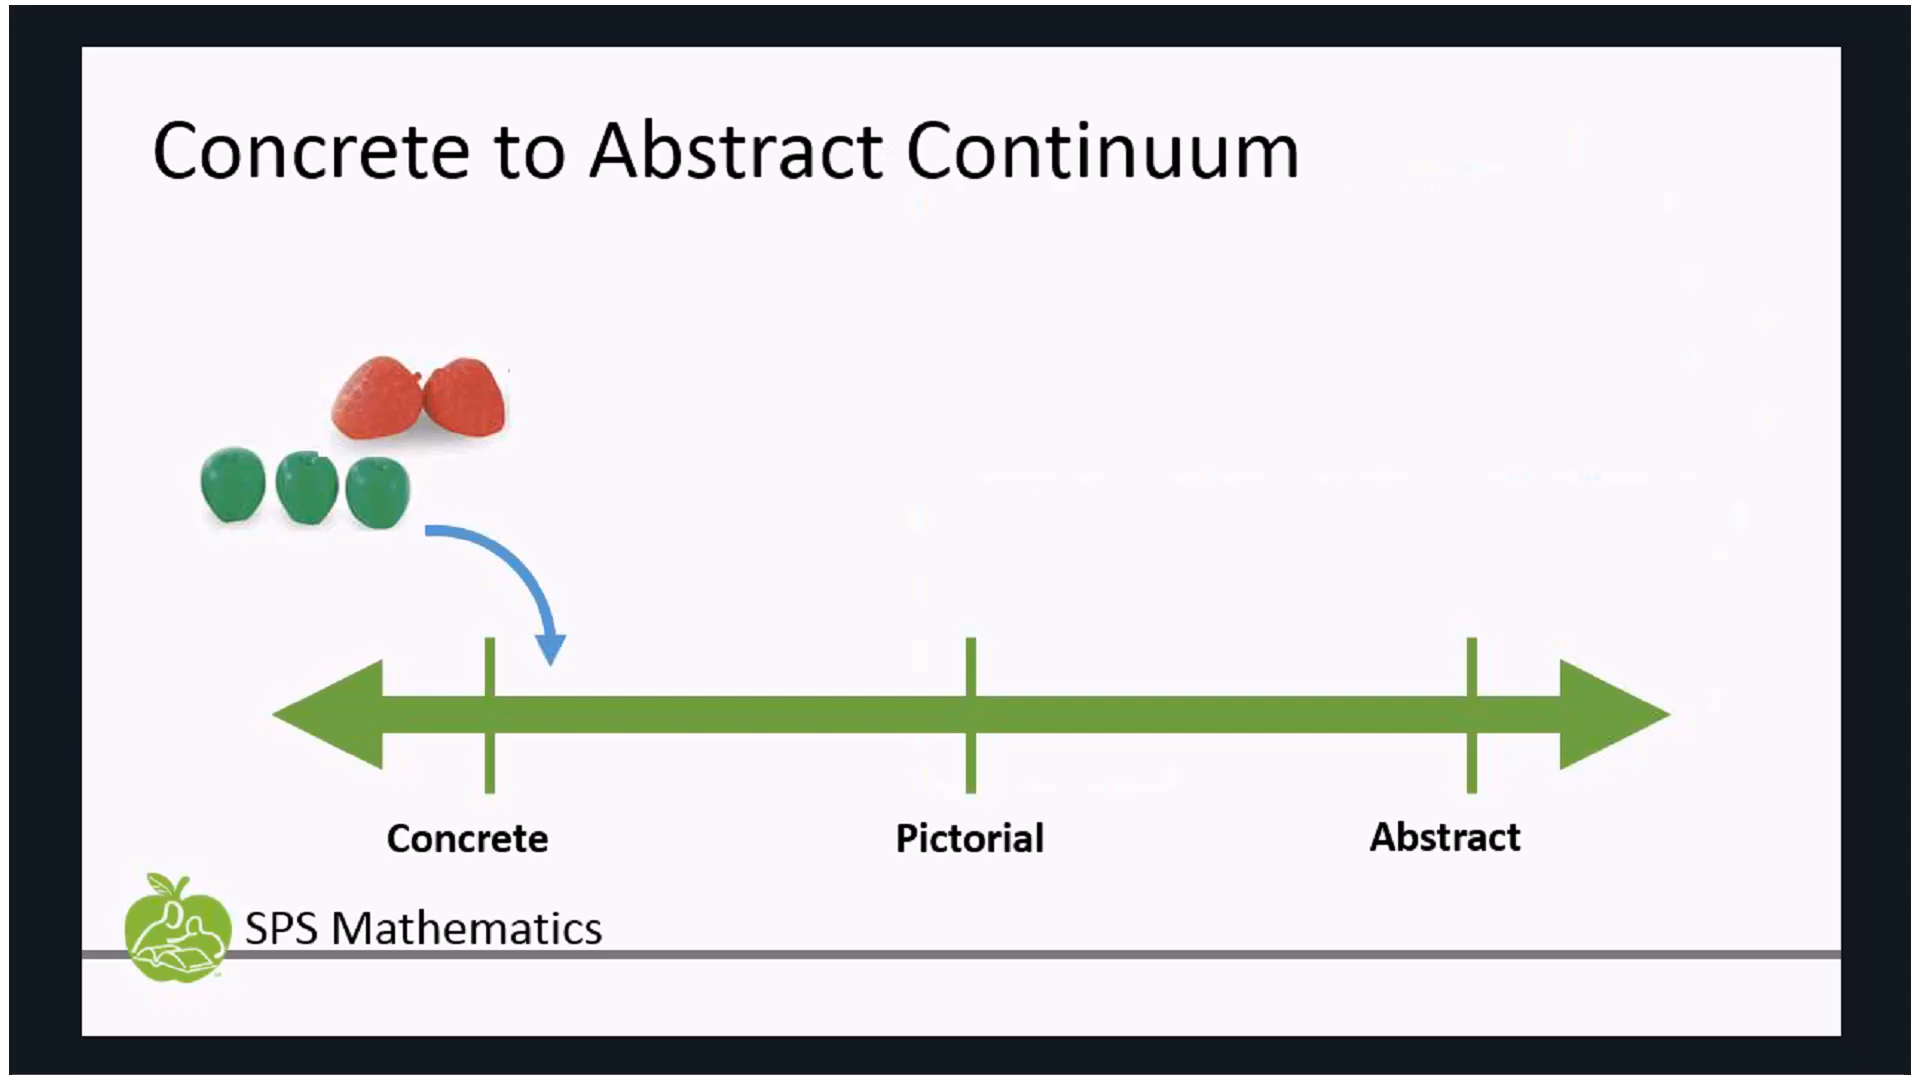 Concrete to Abstract Continuum
Concrete
Pictorial
Abstract
SPS Mathematics